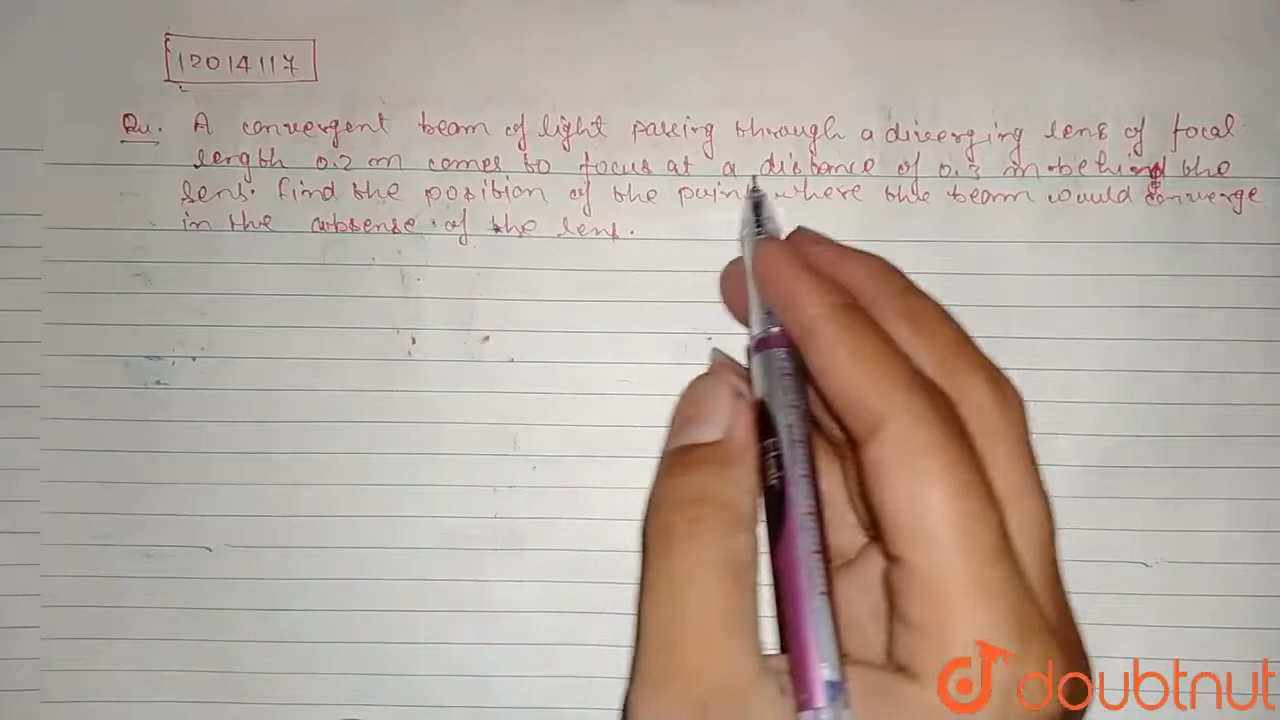 12014117
Qu. A convergent beam of light passing through a diverging lens of focal
length 0.2 m comes to focus at a distance of 0.3 m behind the
lens. Find the position of the point where the beam would converge
in the absense of the lens.
doubtnut